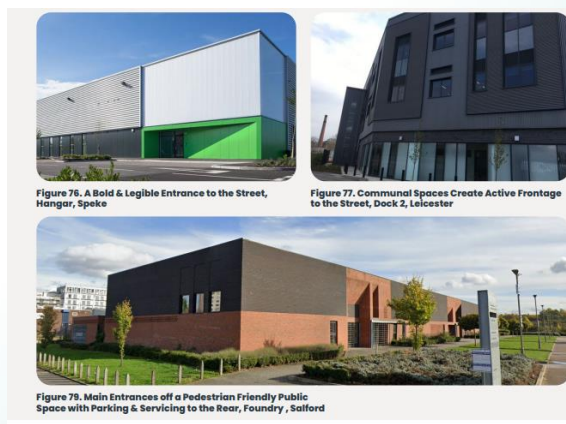 Figure 76. A Bold & Legible Entrance to the Street,
Hangar, Speke
Figure 77. Communal Spaces Create Active Frontage
to the Street, Dock 2, Leicester
Figure 79. Main Entrances off a Pedestrian Friendly Public
Space with Parking & Servicing to the Rear, Foundry , Salford